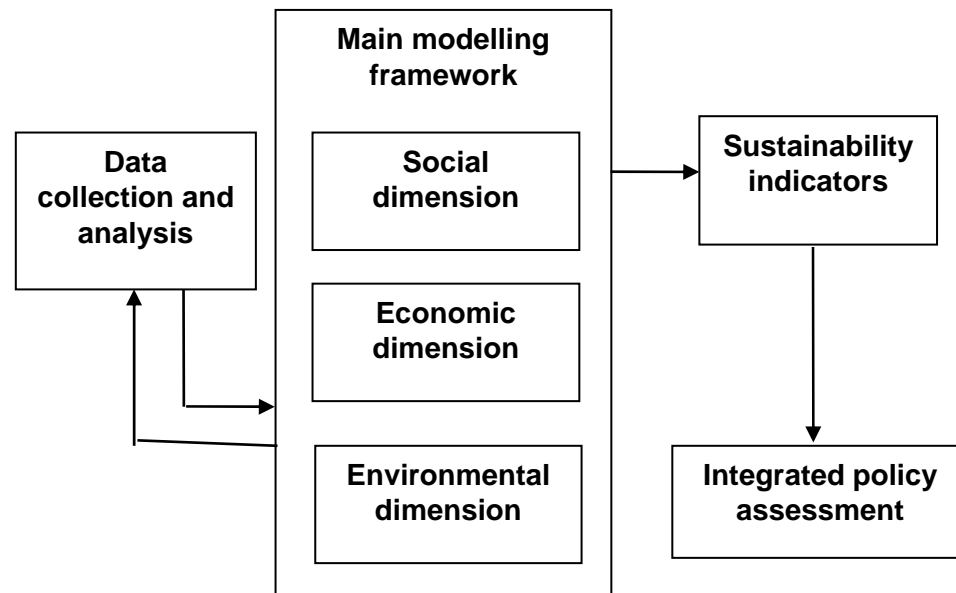 Main modelling
framework
Data
collection and
analysis
Social
dimension
Economic
dimension
Environmental
dimension
Sustainability
indicators
Integrated policy
assessment